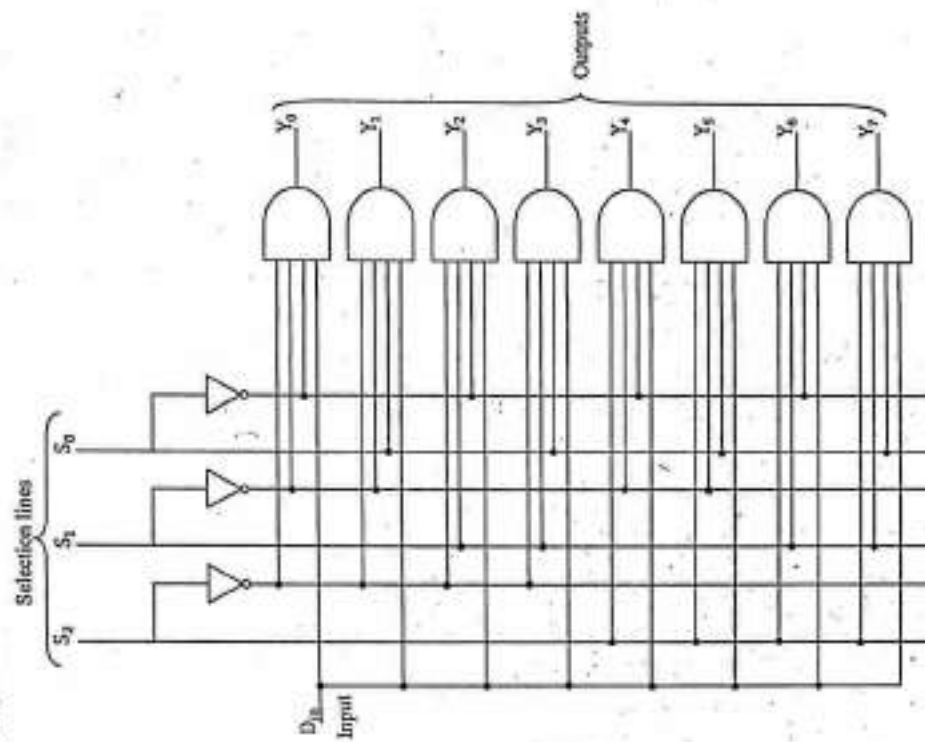 Selection lines
S₂ S₁ S₀
Dᵢₙ
Input
Y₀
Y₁
Y₂
Y₃
Y₄
Y₅
Y₆
Y₇
Outputs